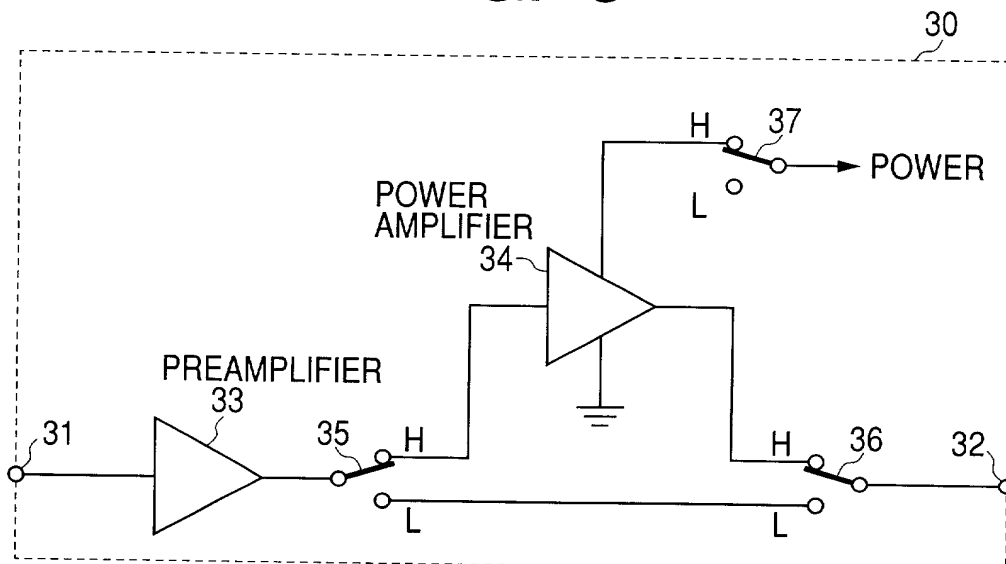 30
H
37
POWER
L
POWER
AMPLIFIER
34
PREAMPLIFIER
33
31
35
H
H
36
32
L
L